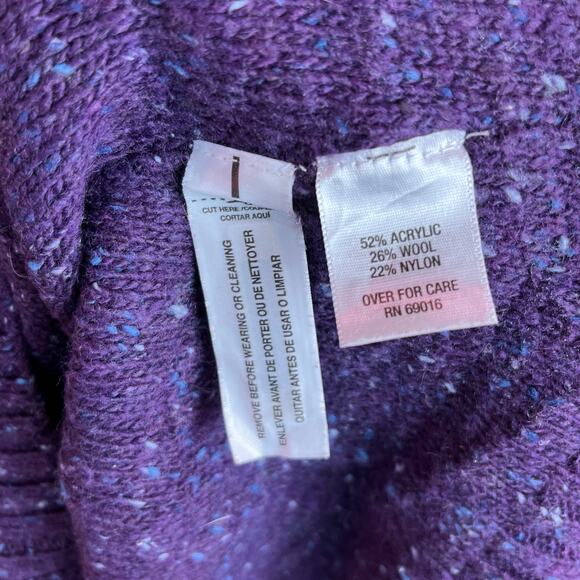 CUT HERE/COUPE
CORTAR AQUÍ
REMOVE BEFORE WEARING OR CLEANING
ENLEVER AVANT DE PORTER OU DE NETTOYER
QUITAR ANTES DE USAR O LIMPIAR
52% ACRYLIC
26% WOOL
22% NYLON
OVER FOR CARE
RN 69016